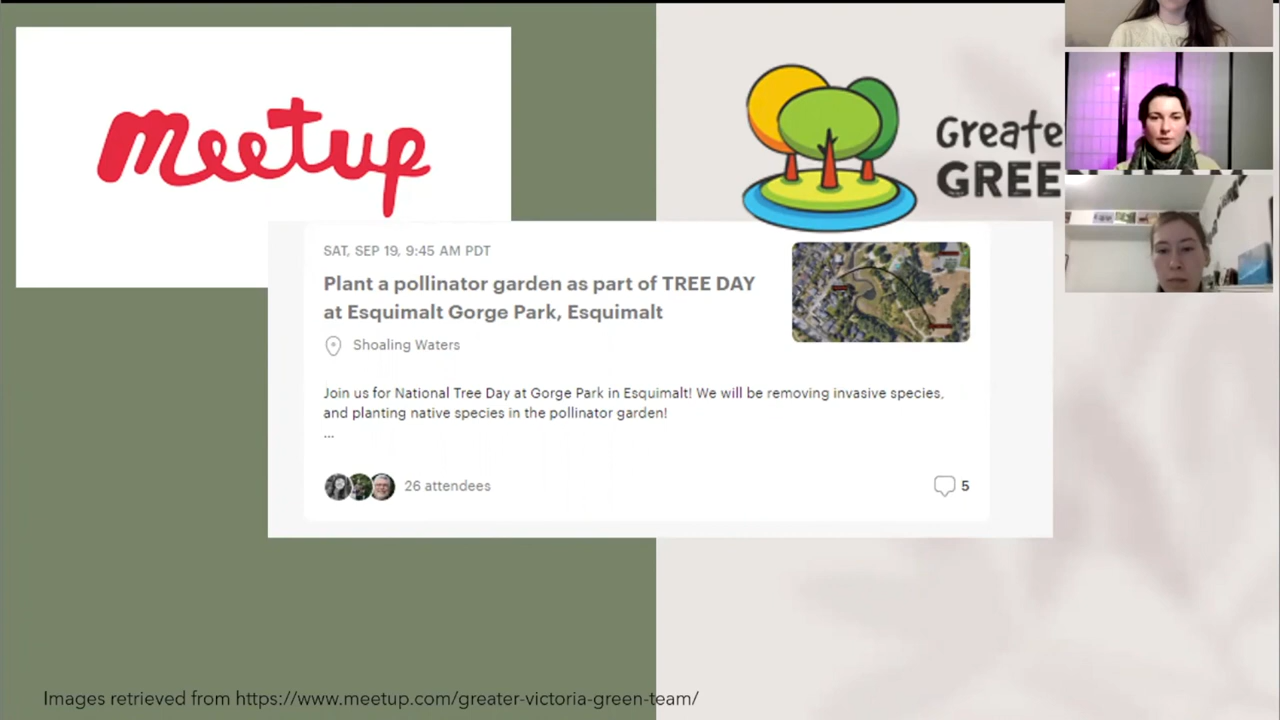 meetup
Greate
GREE
SAT, SEP 19, 9:45 AM PDT
Plant a pollinator garden as part of TREE DAY
at Esquimalt Gorge Park, Esquimalt
Shoaling Waters
Join us for National Tree Day at Gorge Park in Esquimalt! We will be removing invasive species,
and planting native species in the pollinator garden!
...
26 attendees
5
Images retrieved from https://www.meetup.com/greater-victoria-green-team/